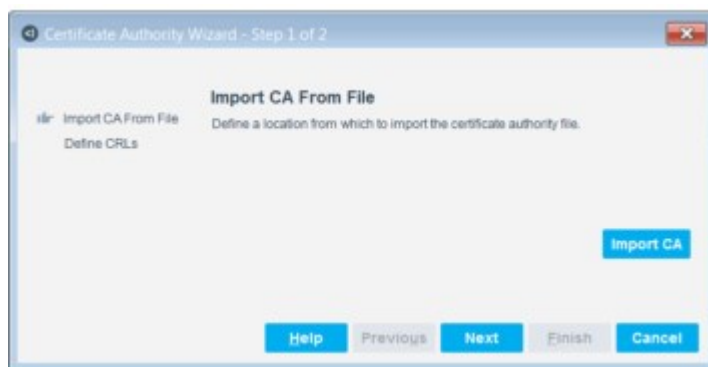 Certificate Authority Wizard - Step 1 of 2
Import CA From File
Import CA From File
Define a location from which to import the certificate authority file.
Define CRLs
Import CA
Help Previous Next Finish Cancel